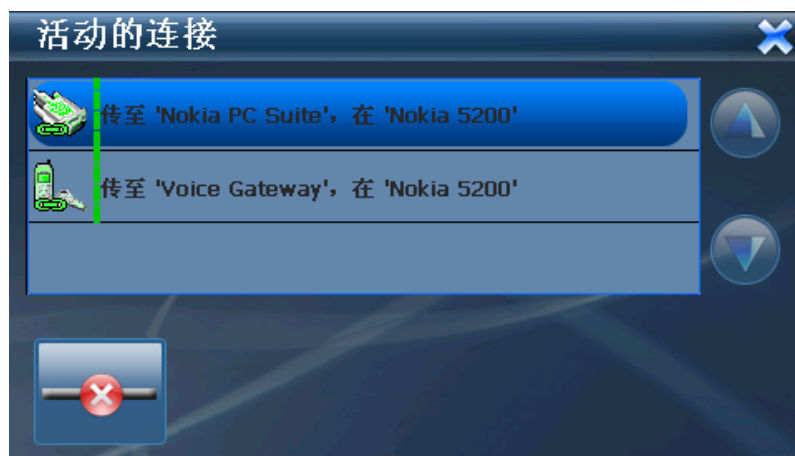 活动的连接
传至 'Nokia PC Suite', 在 'Nokia 5200'
传至 'Voice Gateway', 在 'Nokia 5200'